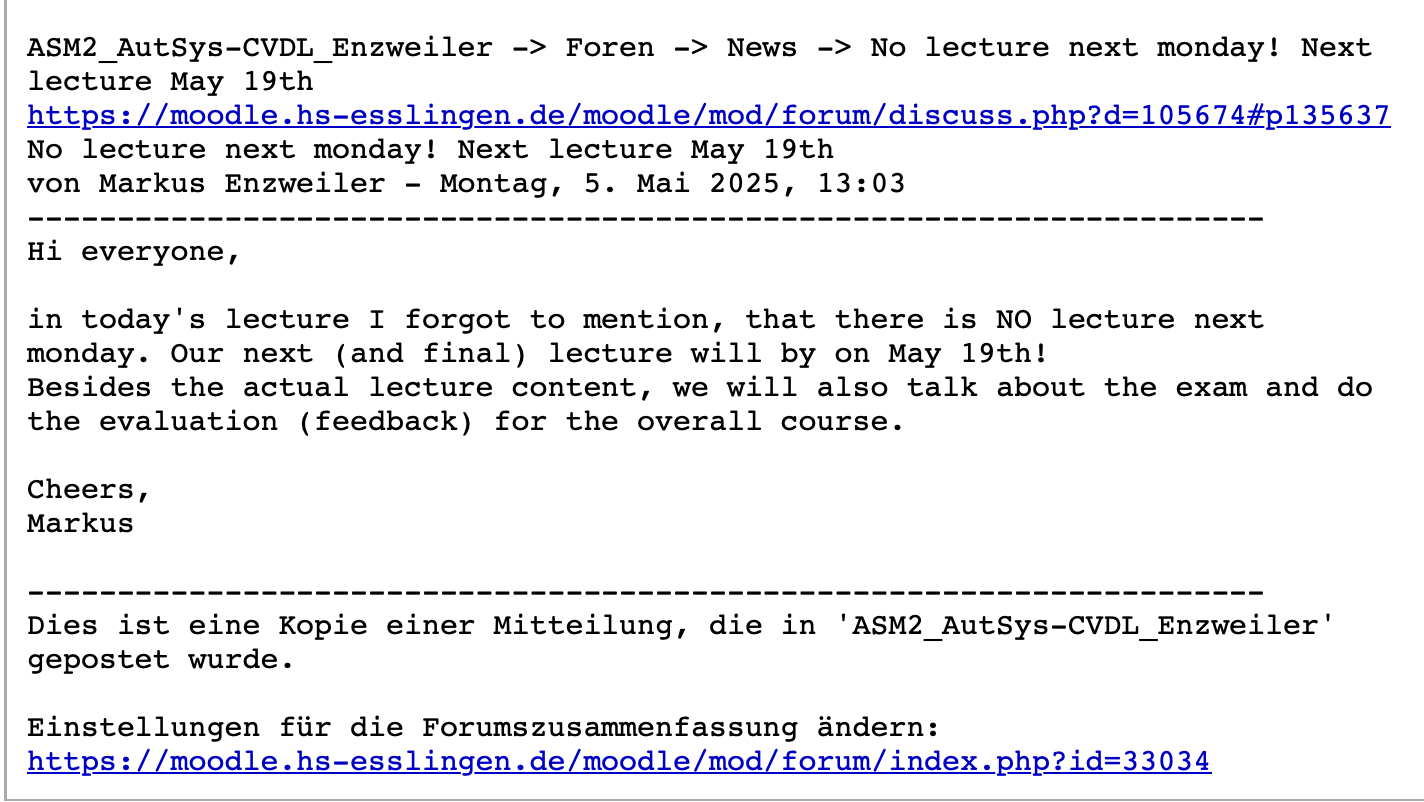 ASM2_AutSys-CVDL_Enzweiler -> Foren -> News -> No lecture next monday! Next
lecture May 19th
https://moodle.hs-esslingen.de/moodle/mod/forum/discuss.php?d=105674#p135637
No lecture next monday! Next lecture May 19th
von Markus Enzweiler - Montag, 5. Mai 2025, 13:03
---------------------------------------------------------------------
Hi everyone,

in today's lecture I forgot to mention, that there is NO lecture next
monday. Our next (and final) lecture will by on May 19th!
Besides the actual lecture content, we will also talk about the exam and do
the evaluation (feedback) for the overall course.

Cheers,
Markus

---------------------------------------------------------------------
Dies ist eine Kopie einer Mitteilung, die in 'ASM2_AutSys-CVDL_Enzweiler'
gepostet wurde.

Einstellungen für die Forumszusammenfassung ändern:
https://moodle.hs-esslingen.de/moodle/mod/forum/index.php?id=33034